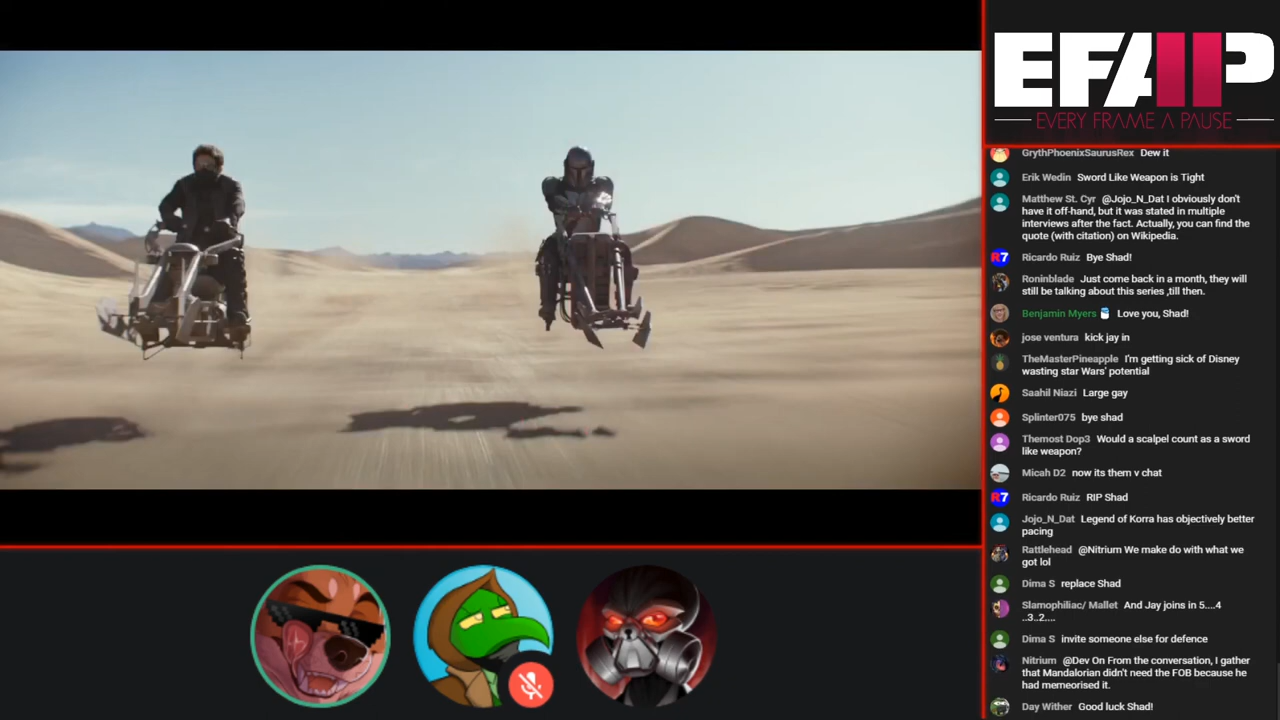 EFAP
EVERY FRAME A PAUSE
GrythPhoenixSaurusRex Dew it
Erik Wedin Sword Like Weapon is Tight
Matthew St. Cyr @Jojo_N_Dat I obviously don't
have it off-hand, but it was stated in multiple
interviews after the fact. Actually, you can find the
quote (with citation) on Wikipedia.
R7 Ricardo Ruiz Bye Shad!
Roninblade Just come back in a month, they will
still be talking about this series ,till then.
Benjamin Myers Love you, Shad!
jose ventura kick jay in
TheMasterPineapple I'm getting sick of Disney
wasting star Wars' potential
Saahil Niazi Large gay
Splinter075 bye shad
Themost Dop3 Would a scalpel count as a sword
like weapon?
Micah D2 now its them v chat
R7 Ricardo Ruiz RIP Shad
Jojo_N_Dat Legend of Korra has objectively better
pacing
Rattlehead @Nitrium We make do with what we
got lol
Dima S replace Shad
Slamophiliac/ Mallet And Jay joins in 5....4
..3..2....
Dima S invite someone else for defence
Nitrium @Dev On From the conversation, I gather
that Mandalorian didn't need the FOB because he
had memeorised it.
Day Wither Good luck Shad!